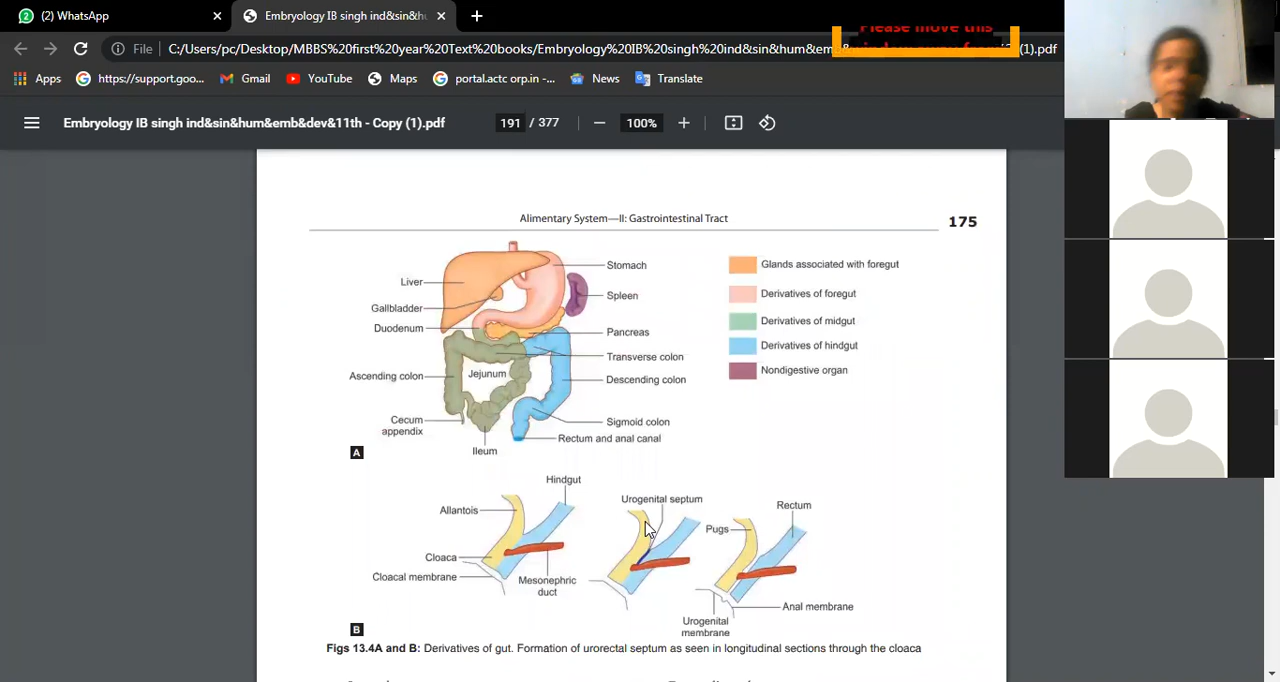 2 (2) WhatsApp
Embryology IB singh ind&sin&hu
Please move this
File C:/Users/pc/Desktop/MBBS%20first%20year%20Text%20books/Embryology%20IB%20singh%20ind&sin&hum&emb&
(1).pdf
Apps https://support.goo... Gmail YouTube Maps portal.actc orp.in -... News Translate
Embryology IB singh ind&sin&hum&emb&dev&11th - Copy (1).pdf 191 / 377 100%
Alimentary System—II: Gastrointestinal Tract 175
Liver
Gallbladder
Duodenum
Ascending colon
Cecum
appendix
Jejunum
Ileum
Stomach
Spleen
Pancreas
Transverse colon
Descending colon
Sigmoid colon
Rectum and anal canal
Glands associated with foregut
Derivatives of foregut
Derivatives of midgut
Derivatives of hindgut
Nondigestive organ
A
Hindgut
Allantois
Cloaca
Cloacal membrane
Mesonephric
duct
Urogenital septum
Pugs
Rectum
Anal membrane
Urogenital
membrane
B
Figs 13.4A and B: Derivatives of gut. Formation of urorectal septum as seen in longitudinal sections through the cloaca